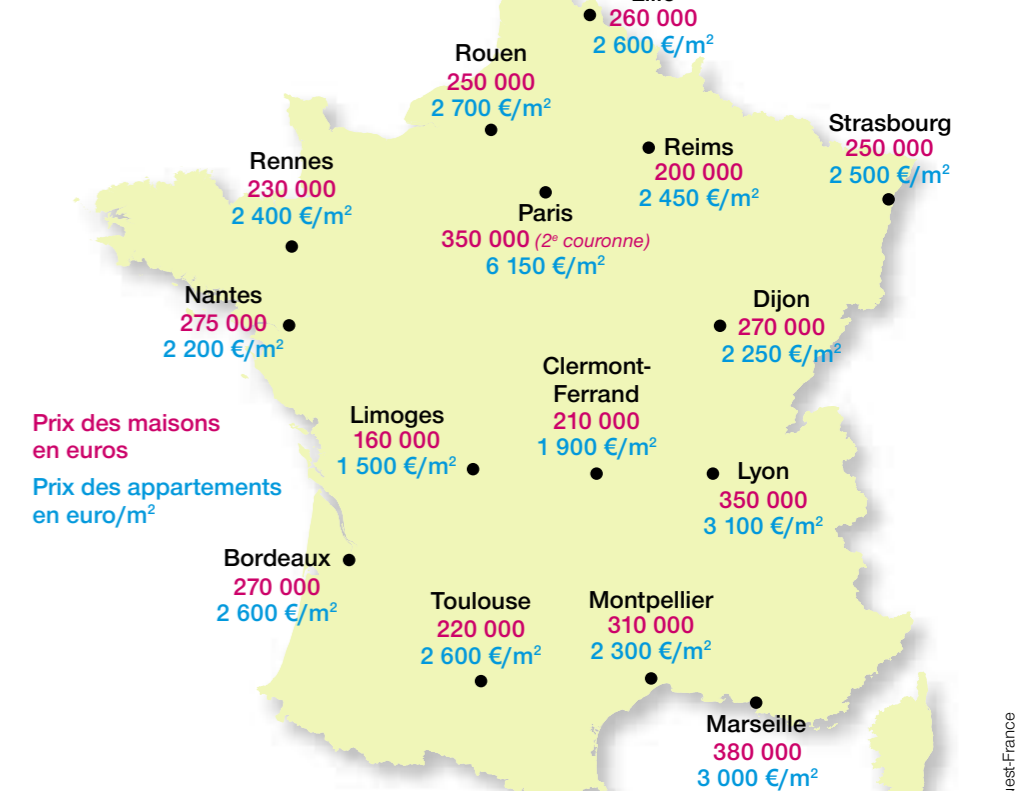 260 000
2 600 €/m²
Rouen
250 000
2 700 €/m²
Strasbourg
250 000
2 500 €/m²
Reims
200 000
2 450 €/m²
Rennes
230 000
2 400 €/m²
Paris
350 000 (2e couronne)
6 150 €/m²
Nantes
275 000
2 200 €/m²
Dijon
270 000
2 250 €/m²
Clermont-
Ferrand
210 000
1 900 €/m²
Limoges
160 000
1 500 €/m²
Prix des maisons
en euros
Prix des appartements
en euro/m²
Lyon
350 000
3 100 €/m²
Bordeaux
270 000
2 600 €/m²
Toulouse
220 000
2 600 €/m²
Montpellier
310 000
2 300 €/m²
Marseille
380 000
3 000 €/m²
uest-France